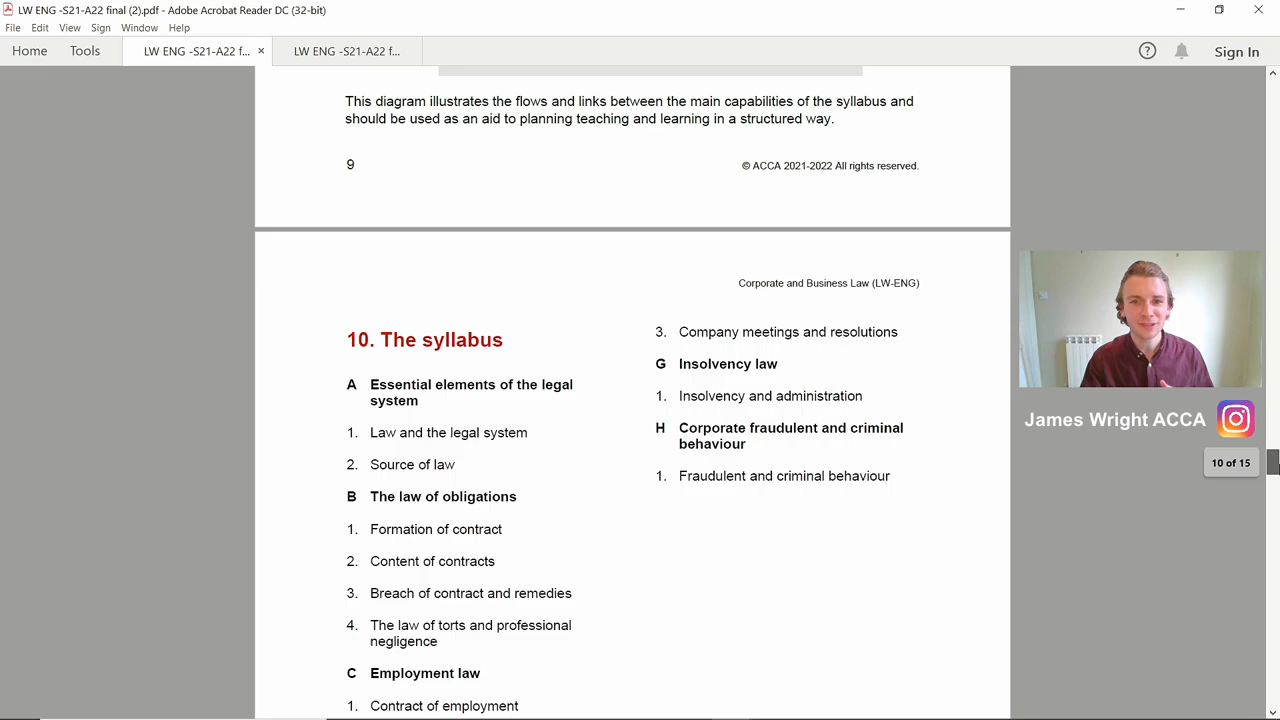 LW ENG -S21-A22 final (2).pdf - Adobe Acrobat Reader DC (32-bit)
File Edit View Sign Window Help
Home Tools LW ENG -S21-A22 f... × LW ENG -S21-A22 f... Sign In
This diagram illustrates the flows and links between the main capabilities of the syllabus and
should be used as an aid to planning teaching and learning in a structured way.
9
© ACCA 2021-2022 All rights reserved.
Corporate and Business Law (LW-ENG)
10. The syllabus
A Essential elements of the legal
system
1. Law and the legal system
2. Source of law
B The law of obligations
1. Formation of contract
2. Content of contracts
3. Breach of contract and remedies
4. The law of torts and professional
negligence
C Employment law
1. Contract of employment
3. Company meetings and resolutions
G Insolvency law
1. Insolvency and administration
H Corporate fraudulent and criminal
behaviour
1. Fraudulent and criminal behaviour
James Wright ACCA
10 of 15